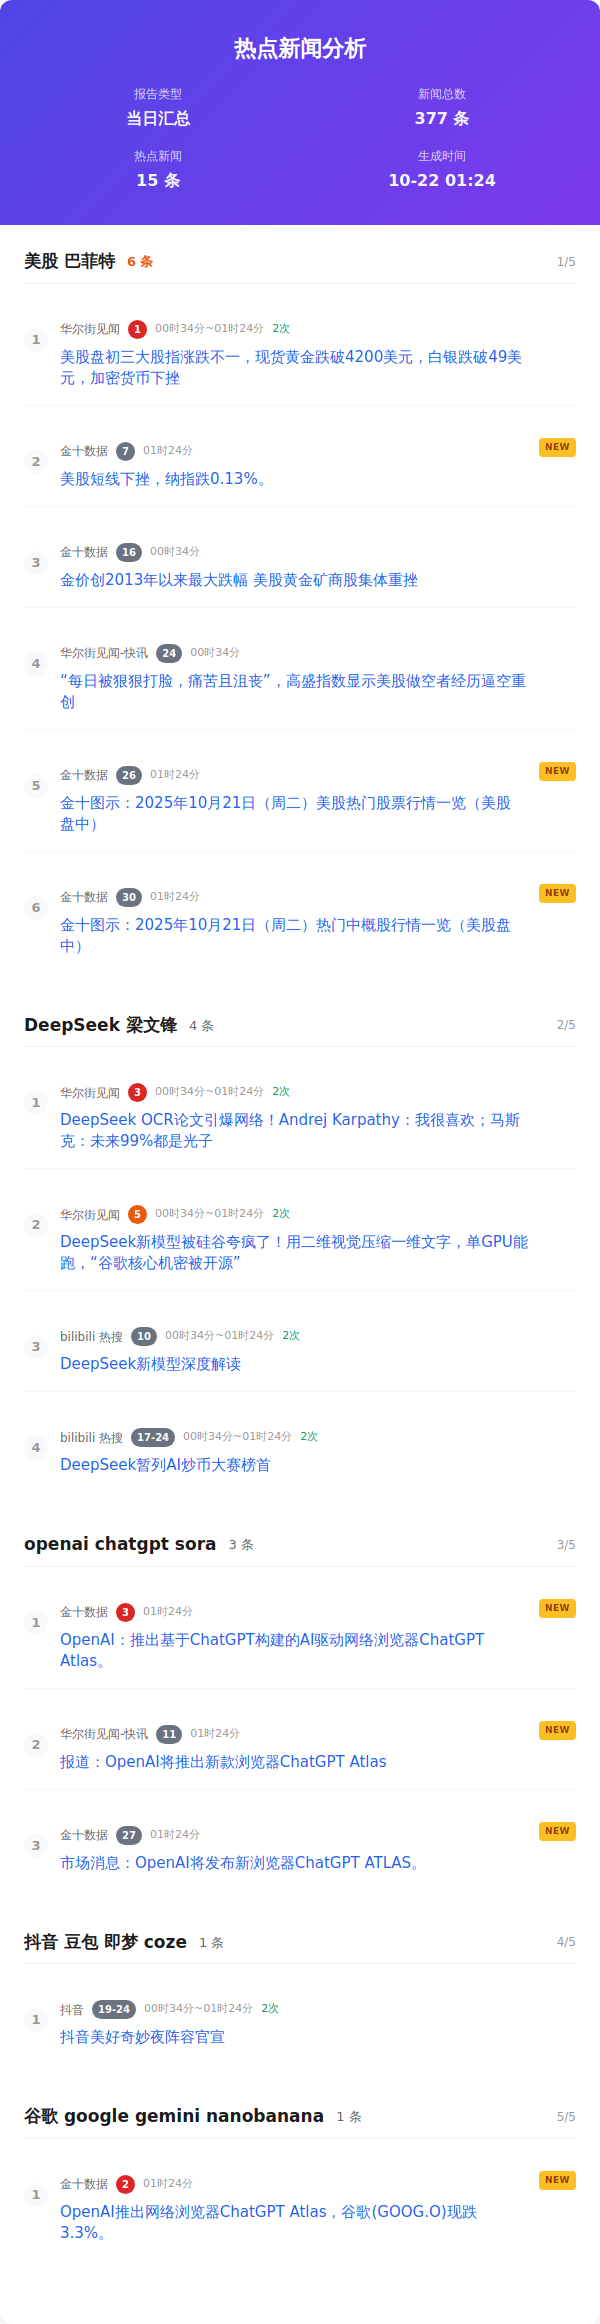 热点新闻分析
报告类型
当日汇总
新闻总数
377 条
热点新闻
15 条
生成时间
10-22 01:24
美股 巴菲特 6 条 1/5
1
华尔街见闻 1 00时34分~01时24分 2次
美股盘初三大股指涨跌不一，现货黄金跌破4200美元，白银跌破49美
元，加密货币下挫
2
金十数据 7 01时24分 NEW
美股短线下挫，纳指跌0.13%。
3
金十数据 16 00时34分
金价创2013年以来最大跌幅 美股黄金矿商股集体重挫
4
华尔街见闻-快讯 24 00时34分
“每日被狠狠打脸，痛苦且沮丧”，高盛指数显示美股做空者经历逼空重
创
5
金十数据 26 01时24分 NEW
金十图示：2025年10月21日（周二）美股热门股票行情一览（美股
盘中）
6
金十数据 30 01时24分 NEW
金十图示：2025年10月21日（周二）热门中概股行情一览（美股盘
中）
DeepSeek 梁文锋 4 条 2/5
1
华尔街见闻 3 00时34分~01时24分 2次
DeepSeek OCR论文引爆网络！Andrej Karpathy：我很喜欢；马斯
克：未来99%都是光子
2
华尔街见闻 5 00时34分~01时24分 2次
DeepSeek新模型被硅谷夸疯了！用二维视觉压缩一维文字，单GPU能
跑，“谷歌核心机密被开源”
3
bilibili 热搜 10 00时34分~01时24分 2次
DeepSeek新模型深度解读
4
bilibili 热搜 17-24 00时34分~01时24分 2次
DeepSeek暂列AI炒币大赛榜首
openai chatgpt sora 3 条 3/5
1
金十数据 3 01时24分 NEW
OpenAI：推出基于ChatGPT构建的AI驱动网络浏览器ChatGPT
Atlas。
2
华尔街见闻-快讯 11 01时24分 NEW
报道：OpenAI将推出新款浏览器ChatGPT Atlas
3
金十数据 27 01时24分 NEW
市场消息：OpenAI将发布新浏览器ChatGPT ATLAS。
抖音 豆包 即梦 coze 1 条 4/5
1
抖音 19-24 00时34分~01时24分 2次
抖音美好奇妙夜阵容官宣
谷歌 google gemini nanobanana 1 条 5/5
1
金十数据 2 01时24分 NEW
OpenAI推出网络浏览器ChatGPT Atlas，谷歌(GOOG.O)现跌
3.3%。